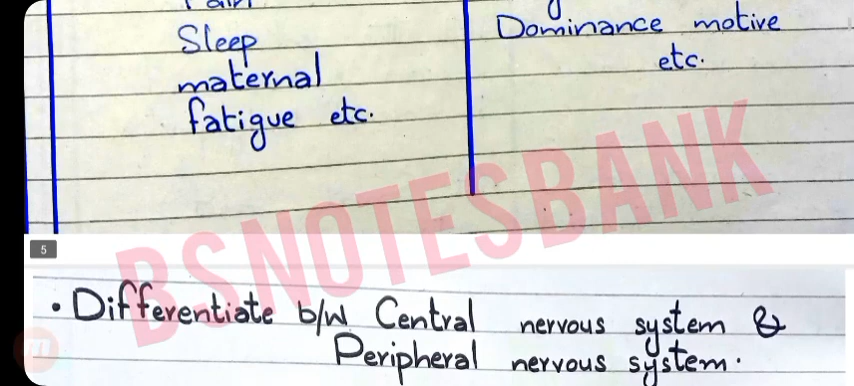 Sleep
maternal
fatigue etc.
Dominance motive
etc.
BSNOTESBANK
5
• Differentiate b/w Central nervous system &
Peripheral nervous system.